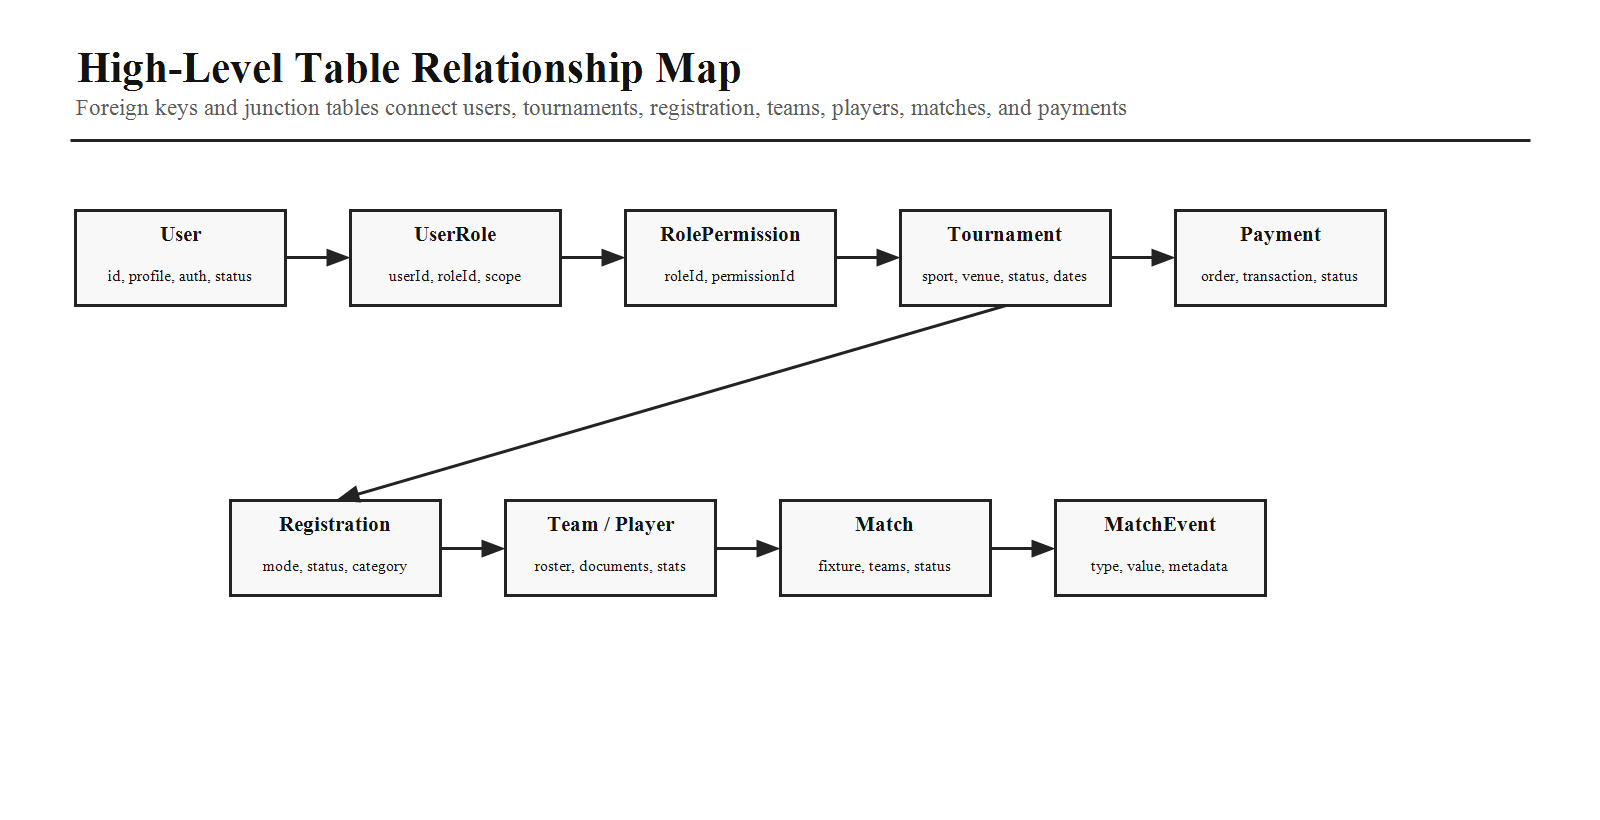 High-Level Table Relationship Map
Foreign keys and junction tables connect users, tournaments, registration, teams, players, matches, and payments
User
id, profile, auth, status
UserRole
userId, roleId, scope
RolePermission
roleId, permissionId
Tournament
sport, venue, status, dates
Payment
order, transaction, status
Registration
mode, status, category
Team / Player
roster, documents, stats
Match
fixture, teams, status
MatchEvent
type, value, metadata